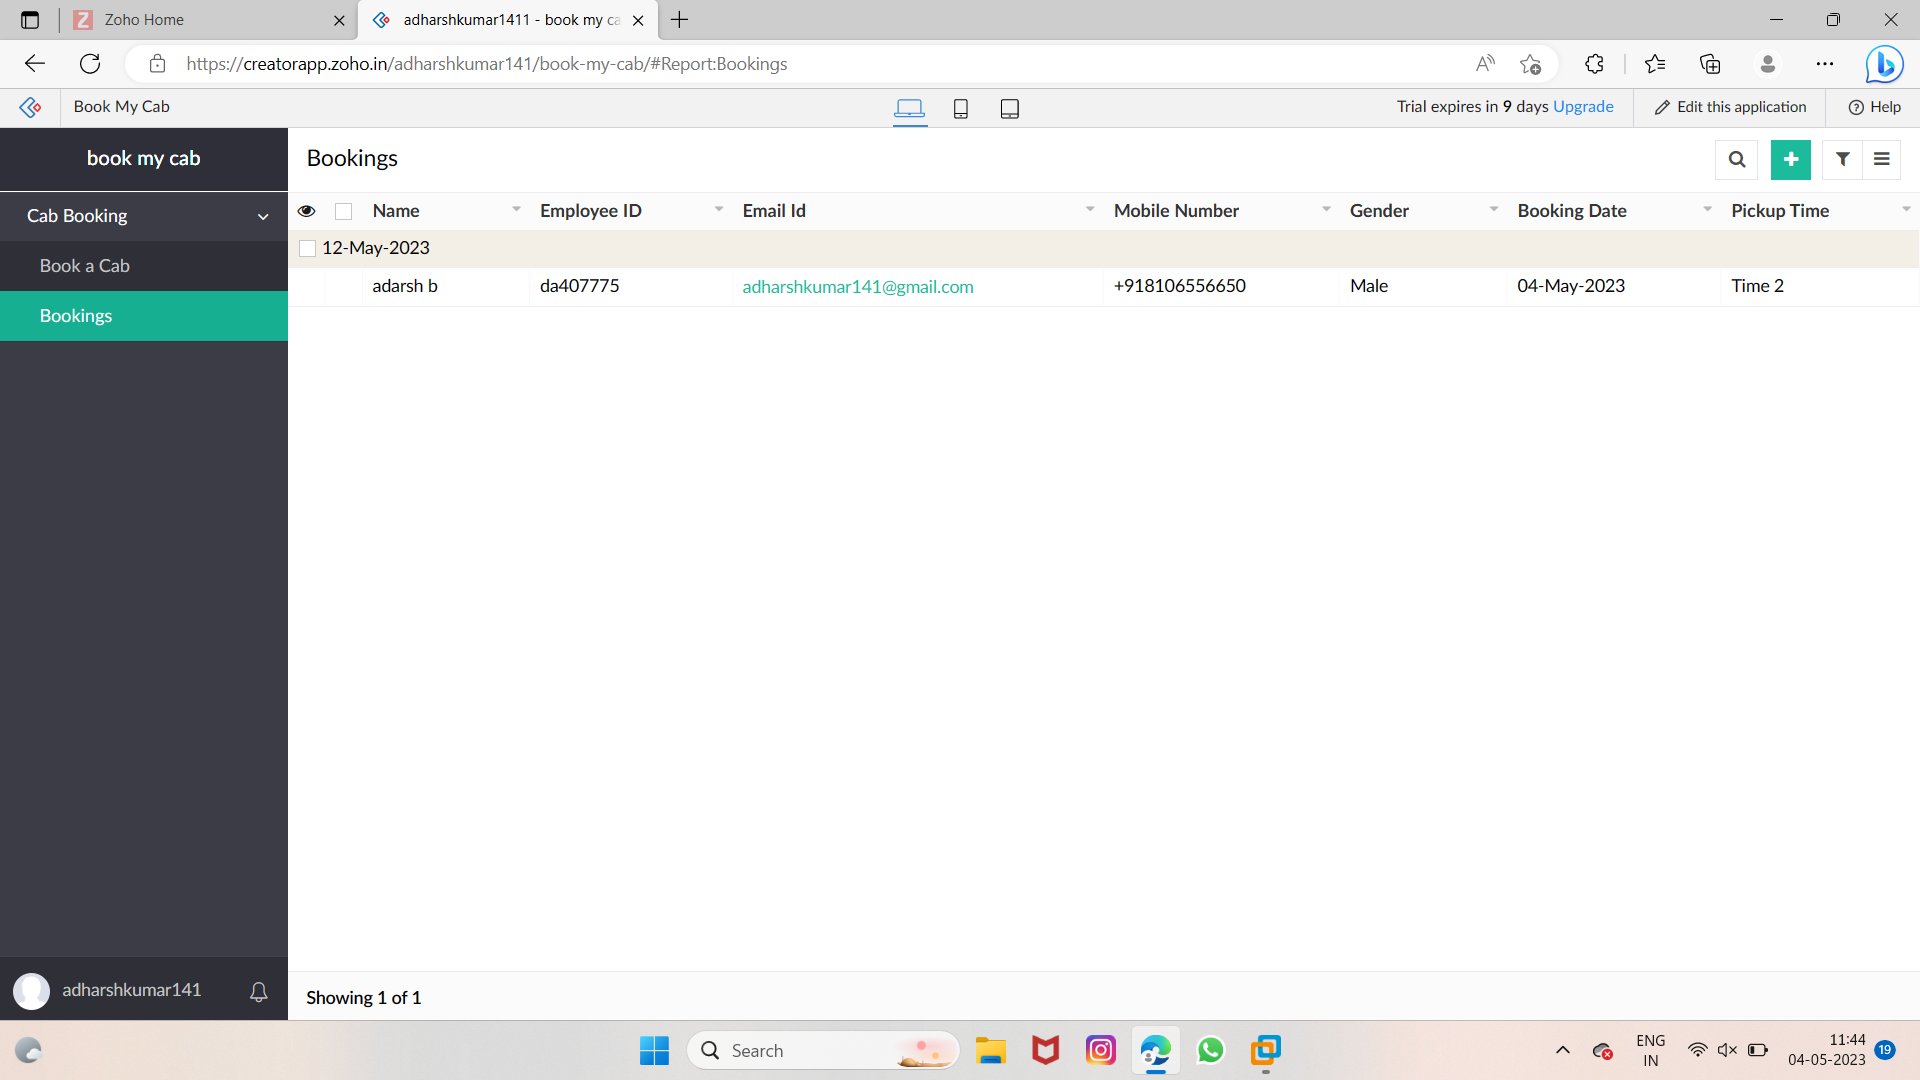 Zoho Home
adharshkumar1411 - book my ca
https://creatorapp.zoho.in/adharshkumar141/book-my-cab/#Report:Bookings
Book My Cab
Trial expires in 9 days Upgrade
Edit this application
Help
book my cab
Bookings
Cab Booking
Name Employee ID Email Id Mobile Number Gender Booking Date Pickup Time
12-May-2023
Book a Cab
adarsh b da407775 adharshkumar141@gmail.com +918106556650 Male 04-May-2023 Time 2
Bookings
adharshkumar141
Showing 1 of 1
Search
ENG
IN
11:44
04-05-2023
19